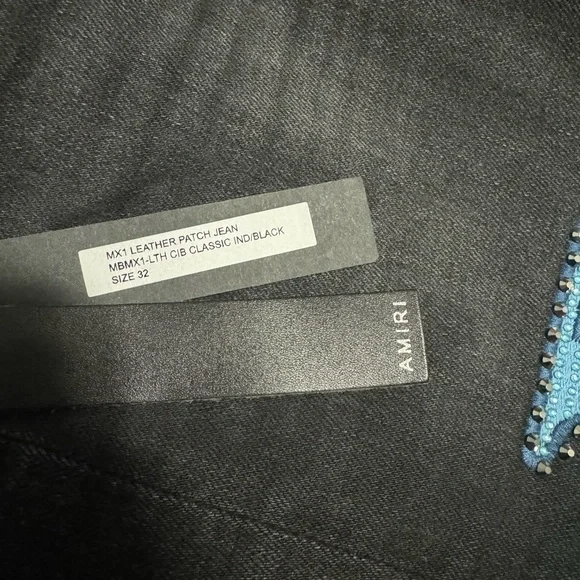 MX1 LEATHER PATCH JEAN
MBMX1-LTH CIB CLASSIC IND/BLACK
SIZE 32
AMIRI